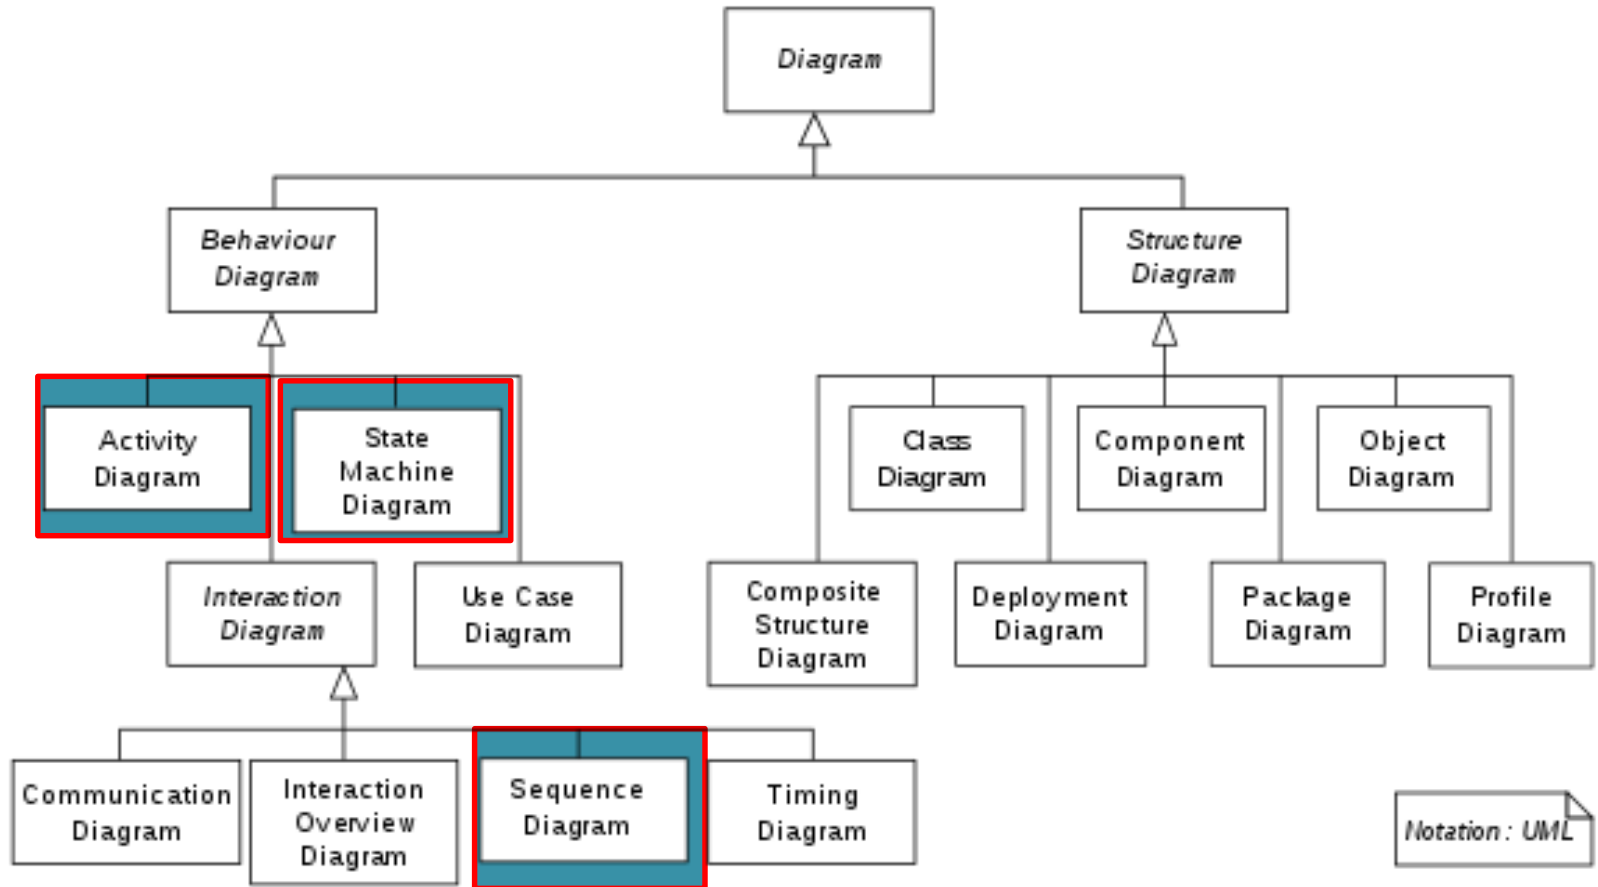 Diagram
Behaviour
Diagram
Structure
Diagram
Activity
Diagram
State
Machine
Diagram
Class
Diagram
Component
Diagram
Object
Diagram
Interaction
Diagram
Use Case
Diagram
Composite
Structure
Diagram
Deployment
Diagram
Package
Diagram
Profile
Diagram
Communication
Diagram
Interaction
Overview
Diagram
Sequence
Diagram
Timing
Diagram
Notation : UML